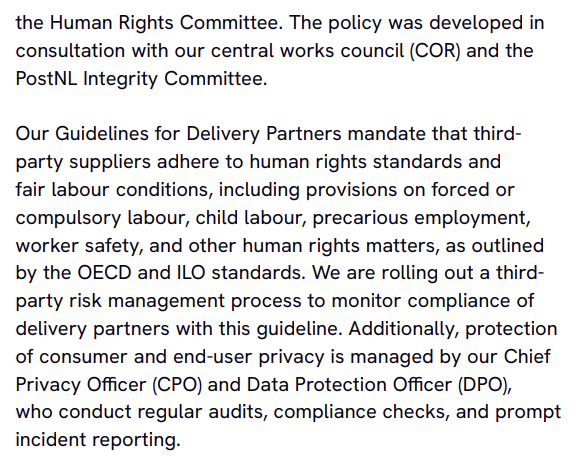 the Human Rights Committee. The policy was developed in
consultation with our central works council (COR) and the
PostNL Integrity Committee.

Our Guidelines for Delivery Partners mandate that third-
party suppliers adhere to human rights standards and
fair labour conditions, including provisions on forced or
compulsory labour, child labour, precarious employment,
worker safety, and other human rights matters, as outlined
by the OECD and ILO standards. We are rolling out a third-
party risk management process to monitor compliance of
delivery partners with this guideline. Additionally, protection
of consumer and end-user privacy is managed by our Chief
Privacy Officer (CPO) and Data Protection Officer (DPO),
who conduct regular audits, compliance checks, and prompt
incident reporting.